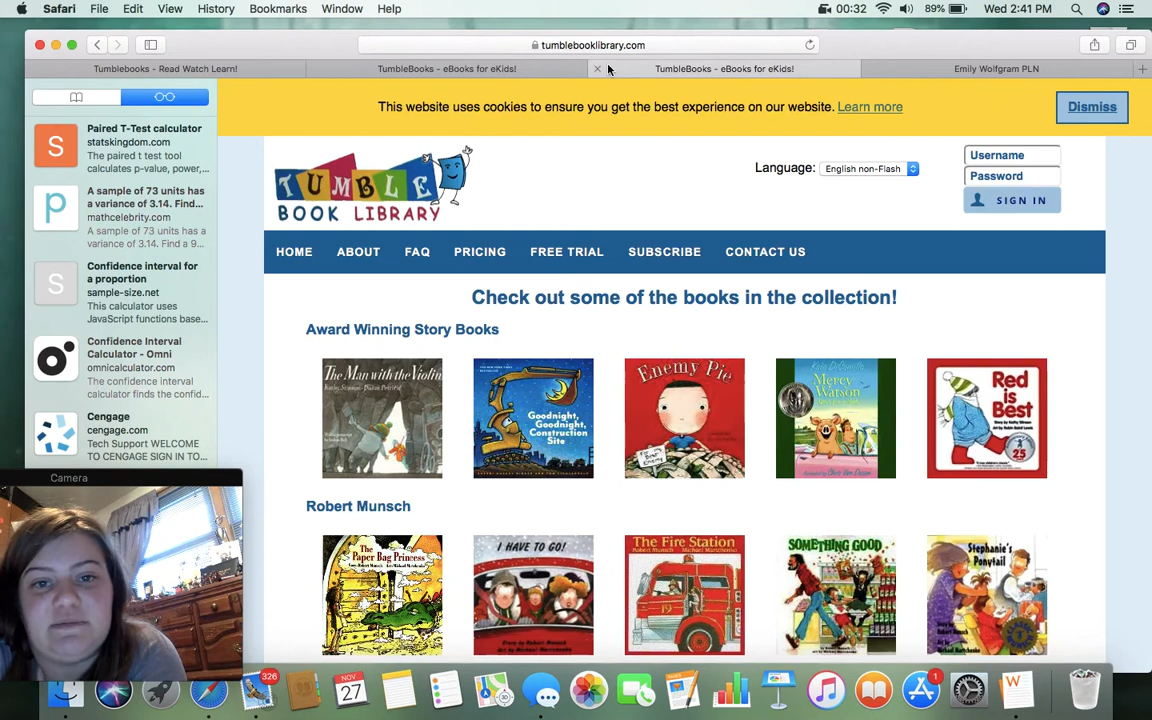 Safari File Edit View History Bookmarks Window Help 00:32 89% Wed 2:41 PM
tumblebooklibrary.com
Tumblebooks - Read Watch Learn! TumbleBooks - eBooks for eKids! TumbleBooks - eBooks for eKids! Emily Wolfgram PLN
This website uses cookies to ensure you get the best experience on our website. Learn more Dismiss
S
Paired T-Test calculator
statskingdom.com
The paired t test tool
calculates p-value, power,...
p
A sample of 73 units has
a variance of 3.14. Find...
mathcelebrity.com
A sample of 73 units has a
variance of 3.14. Find a 9...
S
Confidence interval for
a proportion
sample-size.net
This calculator uses
JavaScript functions base...
Confidence Interval
Calculator - Omni
omnicalculator.com
The confidence interval
calculator finds the confid...
Cengage
cengage.com
Tech Support WELCOME
TO CENGAGE SIGN IN TO...
TUMBLE
BOOK LIBRARY
Language: English non-Flash
Username
Password
SIGN IN
HOME ABOUT FAQ PRICING FREE TRIAL SUBSCRIBE CONTACT US
Check out some of the books in the collection!
Award Winning Story Books
The Man with the Violin
Goodnight,
Goodnight,
Construction
Site
Enemy Pie
Mercy
Watson
Red
is
Best
25
Robert Munsch
The
Paper Bag Princess
I HAVE TO GO!
The Fire Station
Robert Munsch Michael Martchenko
19
SOMETHING GOOD
Stephanie's
Ponytail
Camera
326
NOV
27
1
W